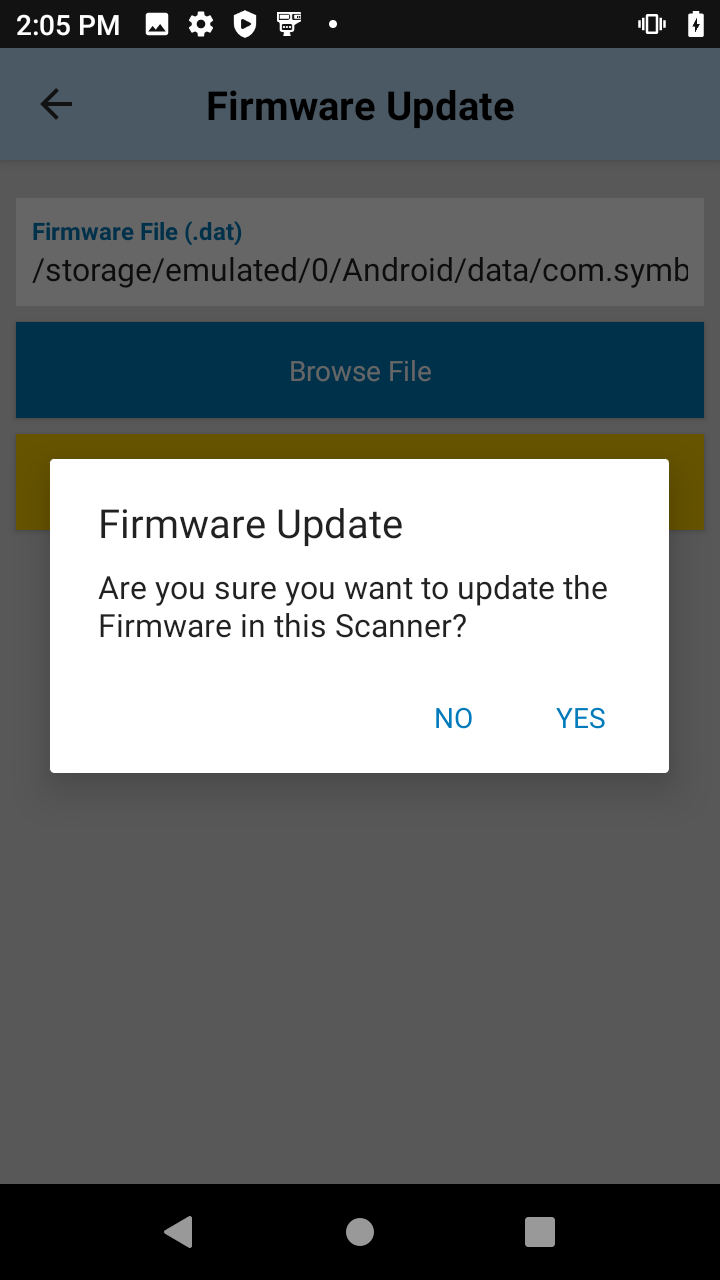 2:05 PM
Firmware Update
Firmware File (.dat)
/storage/emulated/0/Android/data/com.symb
Browse File
Firmware Update
Are you sure you want to update the
Firmware in this Scanner?
NO YES